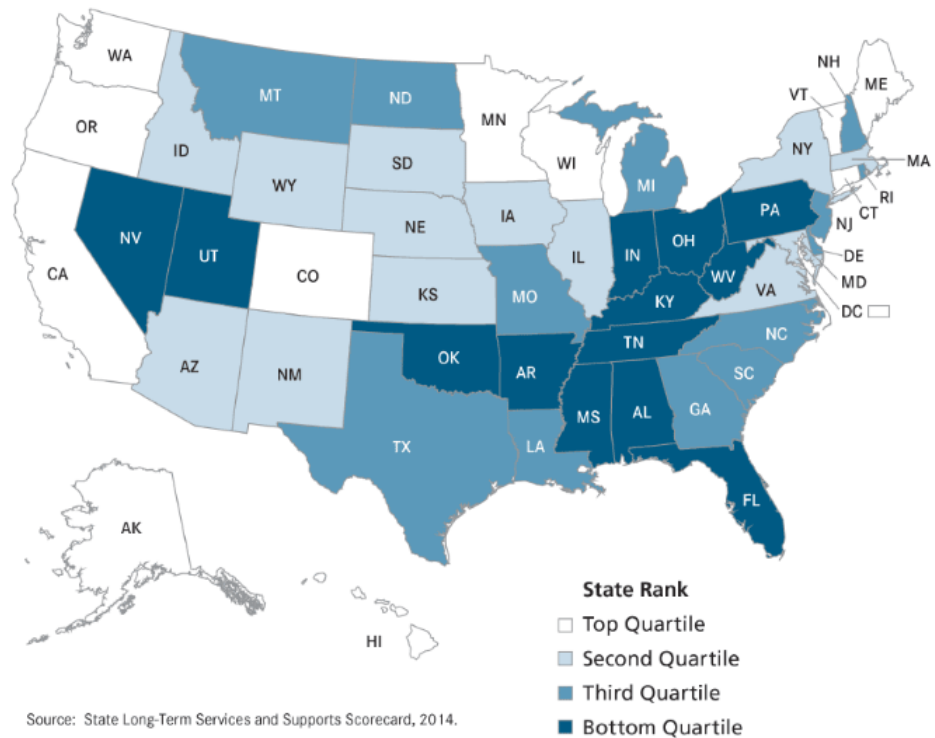 WA
MT
ND
MN
OR
ID
WY
SD
WI
MI
NH
VT
ME
NY
MA
RI
CT
NV
UT
CO
NE
IA
IL
IN
OH
PA
NJ
DE
MD
DC
CA
KS
MO
KY
WV
VA
AZ
NM
OK
AR
TN
NC
SC
TX
LA
MS
AL
GA
FL
AK
HI
State Rank
Top Quartile
Second Quartile
Third Quartile
Bottom Quartile
Source: State Long-Term Services and Supports Scorecard, 2014.